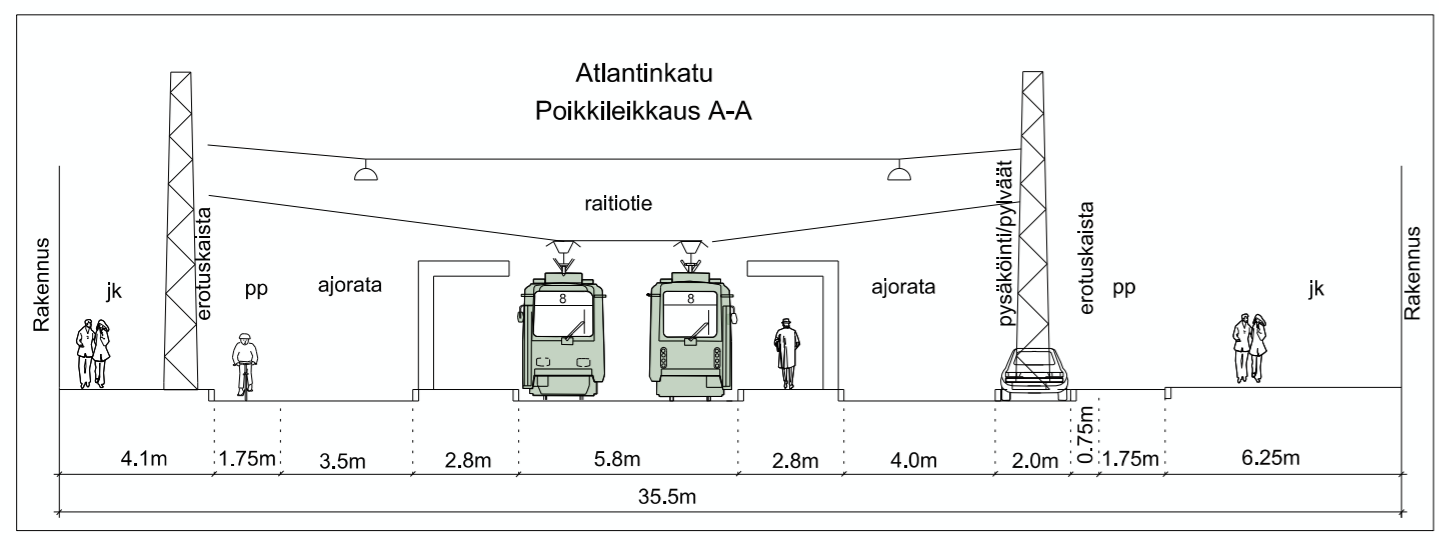 Atlantinkatu
Poikkileikkaus A-A
raitiotie
Rakennus
jk
erotuskaista
pp
ajorata
8
8
ajorata
pysäköinti/pylväät
erotuskaista
pp
jk
Rakennus
4.1m
1.75m
3.5m
2.8m
5.8m
2.8m
4.0m
2.0m
0.75m
1.75m
6.25m
35.5m